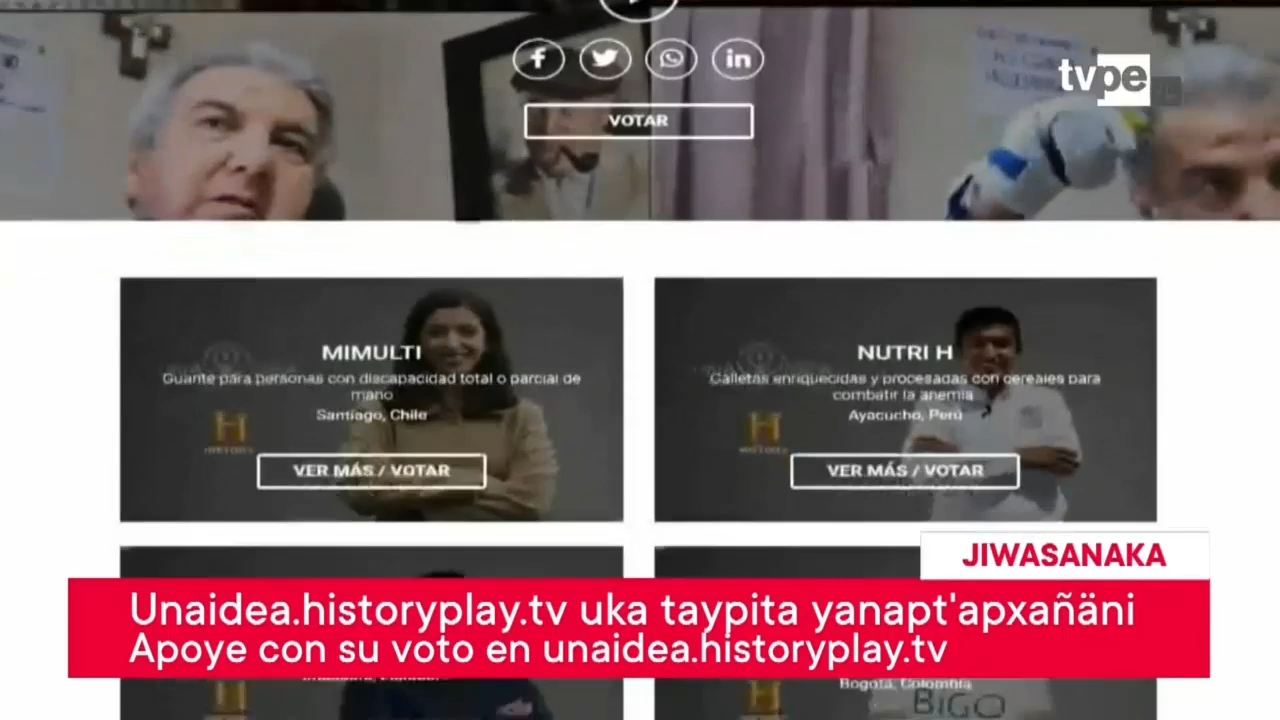 tvpe
VOTAR
MIMULTI
Guante para personas con discapacidad total o parcial de
mano
Santiago, Chile
HISTORY
VER MÁS / VOTAR
NUTRI H
Galletas enriquecidas y procesadas con cereales para
combatir la anemia
Ayacucho, Perú
HISTORY
VER MÁS / VOTAR
JIWASANAKA
Unaidea.historyplay.tv uka taypita yanapt'apxañäni
Apoye con su voto en unaidea.historyplay.tv
Bogotá, Colombia
BIGO